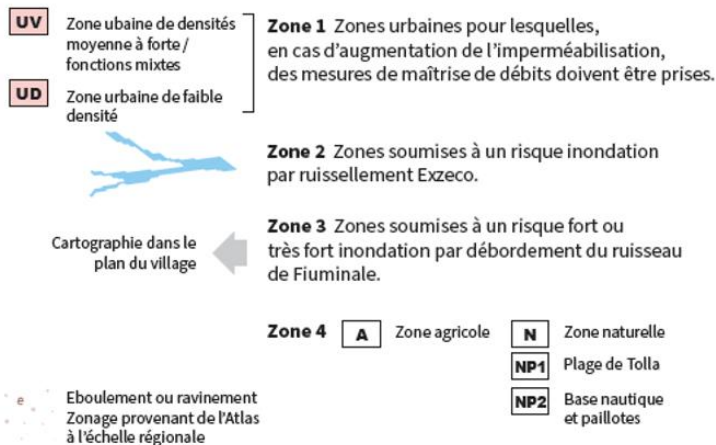 UV Zone ubaine de densités
moyenne à forte /
fonctions mixtes
UD Zone urbaine de faible
densité
Zone 1 Zones urbaines pour lesquelles,
en cas d'augmentation de l'imperméabilisation,
des mesures de maîtrise de débits doivent être prises.
Zone 2 Zones soumises à un risque inondation
par ruissellement Exzeco.
Cartographie dans le
plan du village
Zone 3 Zones soumises à un risque fort ou
très fort inondation par débordement du ruisseau
de Fiuminale.
Zone 4 A Zone agricole N Zone naturelle
NP1 Plage de Tolla
NP2 Base nautique
et paillotes
e Eboulement ou ravinement
Zonage provenant de l'Atlas
à l'échelle régionale